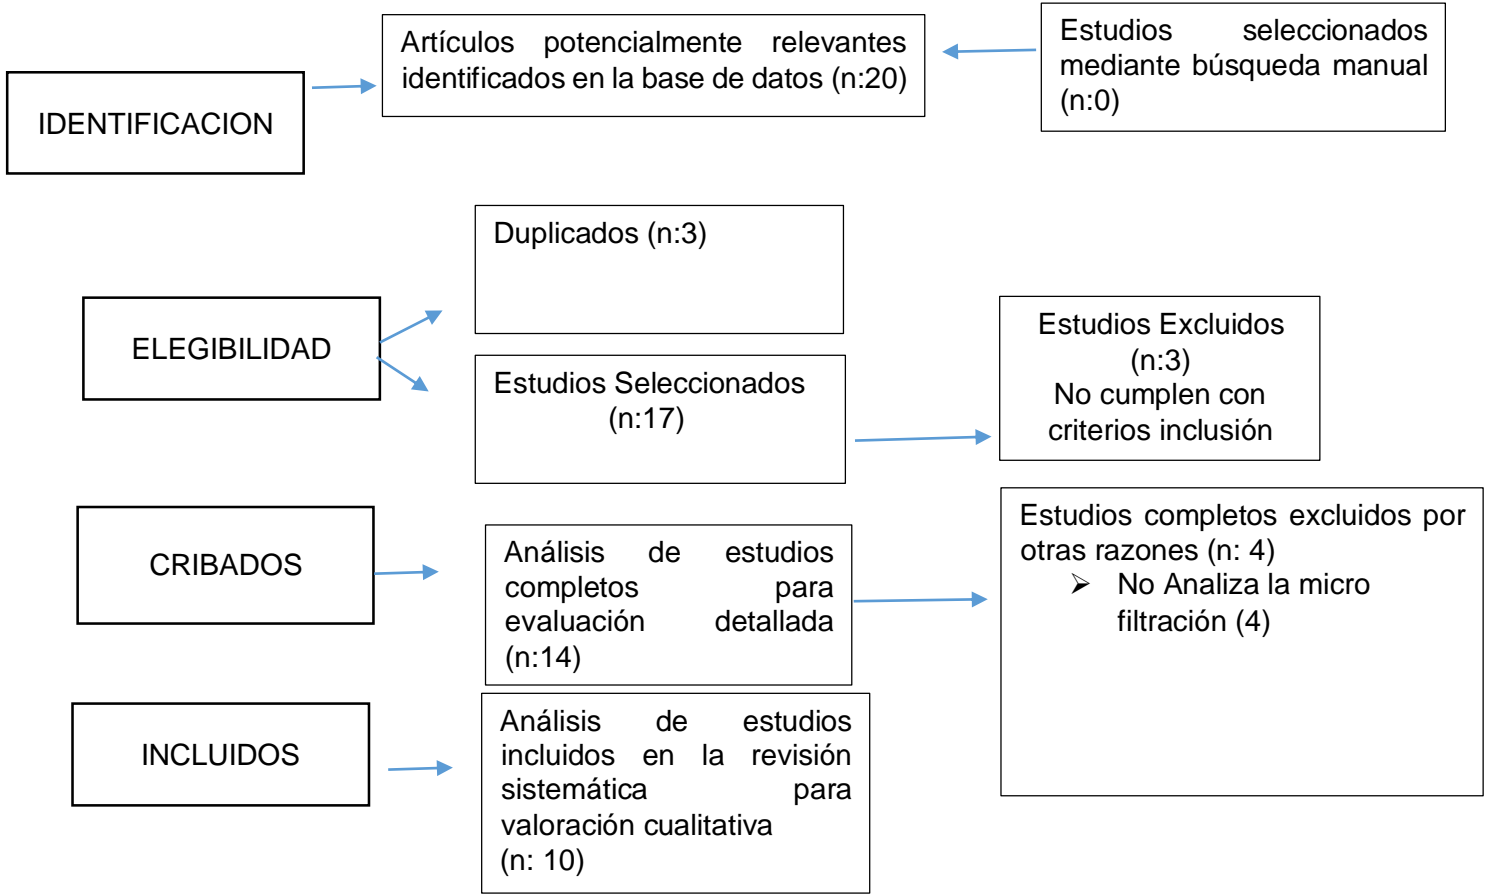 IDENTIFICACION
Artículos potencialmente relevantes
identificados en la base de datos (n:20)
Estudios seleccionados
mediante búsqueda manual
(n:0)
ELEGIBILIDAD
Duplicados (n:3)
Estudios Seleccionados
(n:17)
Estudios Excluidos
(n:3)
No cumplen con
criterios inclusión
CRIBADOS
Análisis de estudios
completos para
evaluación detallada
(n:14)
Estudios completos excluidos por
otras razones (n: 4)
➢ No Analiza la micro
filtración (4)
INCLUIDOS
Análisis de estudios
incluidos en la revisión
sistemática para
valoración cualitativa
(n: 10)